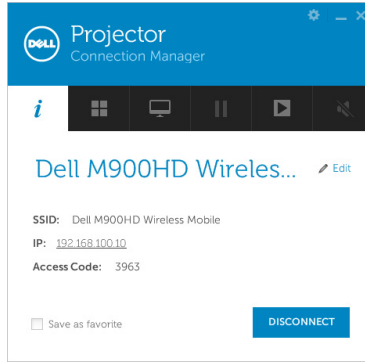 DELL
Projector
Connection Manager
i
Dell M900HD Wireles...
Edit
SSID: Dell M900HD Wireless Mobile
IP: 192.168.100.10
Access Code: 3963
Save as favorite
DISCONNECT